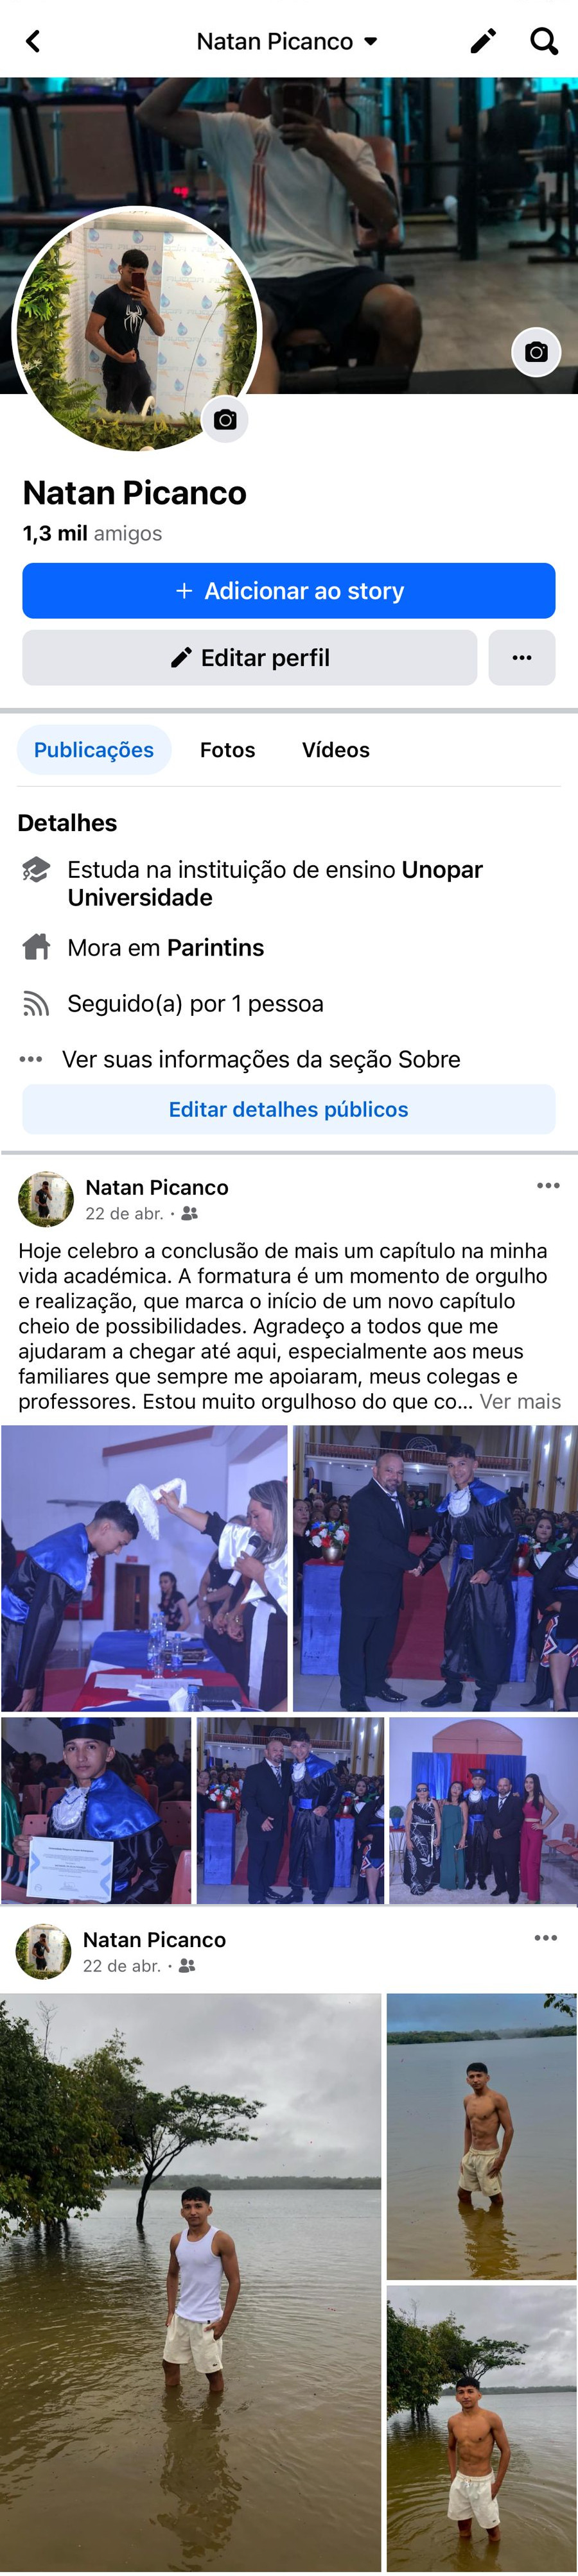 Natan Picanco
Natan Picanco
1,3 mil amigos
+ Adicionar ao story
Editar perfil
Publicações Fotos Vídeos
Detalhes
Estuda na instituição de ensino Unopar
Universidade
Mora em Parintins
Seguido(a) por 1 pessoa
Ver suas informações da seção Sobre
Editar detalhes públicos
Natan Picanco
22 de abr. ·
Hoje celebro a conclusão de mais um capítulo na minha
vida académica. A formatura é um momento de orgulho
e realização, que marca o início de um novo capítulo
cheio de possibilidades. Agradeço a todos que me
ajudaram a chegar até aqui, especialmente aos meus
familiares que sempre me apoiaram, meus colegas e
professores. Estou muito orgulhoso do que co... Ver mais
Natan Picanco
22 de abr. ·